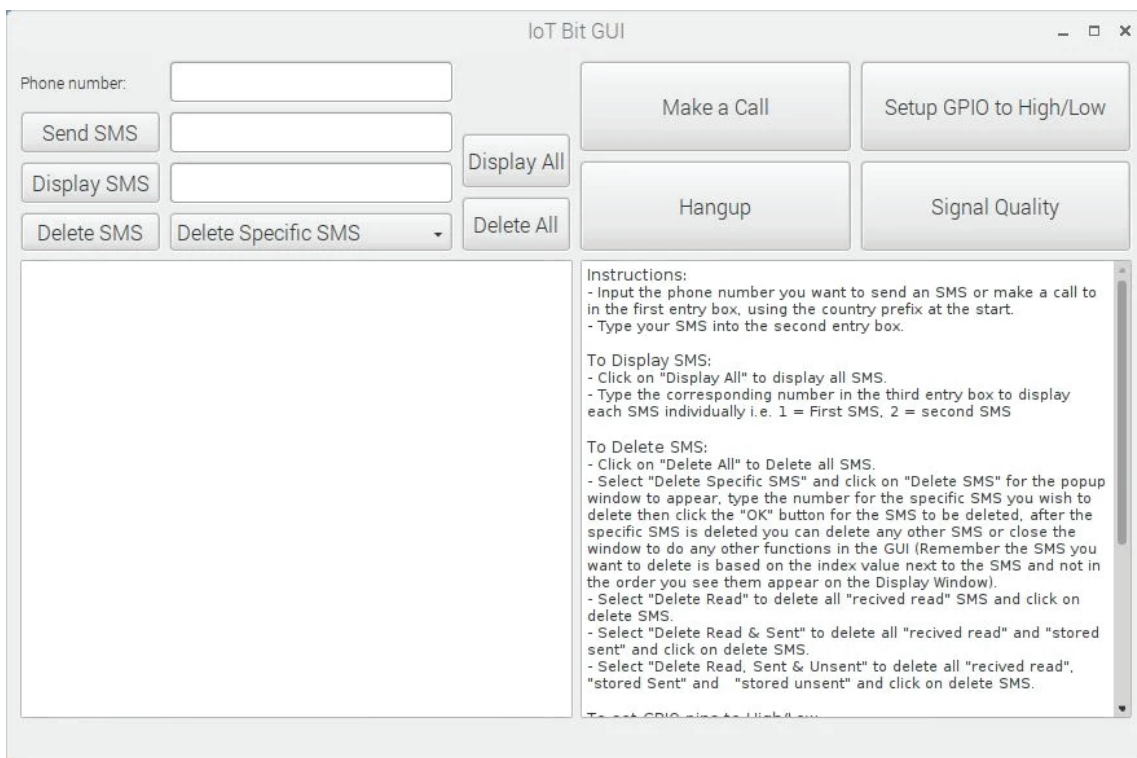 IoT Bit GUI
Phone number:
Send SMS
Display SMS
Delete SMS
Delete Specific SMS
Display All
Delete All
Make a Call
Setup GPIO to High/Low
Hangup
Signal Quality
Instructions:
- Input the phone number you want to send an SMS or make a call to
in the first entry box, using the country prefix at the start.
- Type your SMS into the second entry box.
To Display SMS:
- Click on "Display All" to display all SMS.
- Type the corresponding number in the third entry box to display
each SMS individually i.e. 1 = First SMS, 2 = second SMS
To Delete SMS:
- Click on "Delete All" to Delete all SMS.
- Select "Delete Specific SMS" and click on "Delete SMS" for the popup
window to appear, type the number for the specific SMS you wish to
delete then click the "OK" button for the SMS to be deleted, after the
specific SMS is deleted you can delete any other SMS or close the
window to do any other functions in the GUI (Remember the SMS you
want to delete is based on the index value next to the SMS and not in
the order you see them appear on the Display Window).
- Select "Delete Read" to delete all "recived read" SMS and click on
delete SMS.
- Select "Delete Read & Sent" to delete all "recived read" and "stored
sent" and click on delete SMS.
- Select "Delete Read, Sent & Unsent" to delete all "recived read",
"stored Sent" and "stored unsent" and click on delete SMS.
To set GPIO pins to High/Low